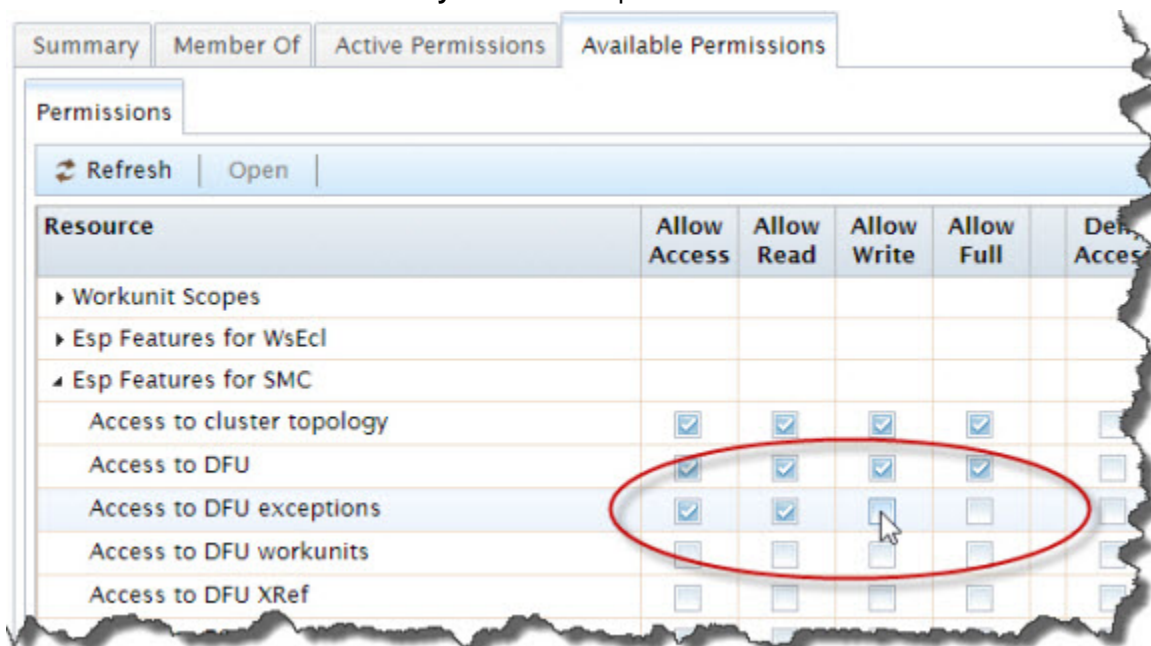 Summary Member Of Active Permissions Available Permissions
Permissions
Refresh Open
Resource Allow Access Allow Read Allow Write Allow Full
Workunit Scopes
Esp Features for WsEcl
Esp Features for SMC
Access to cluster topology
Access to DFU
Access to DFU exceptions
Access to DFU workunits
Access to DFU XRef